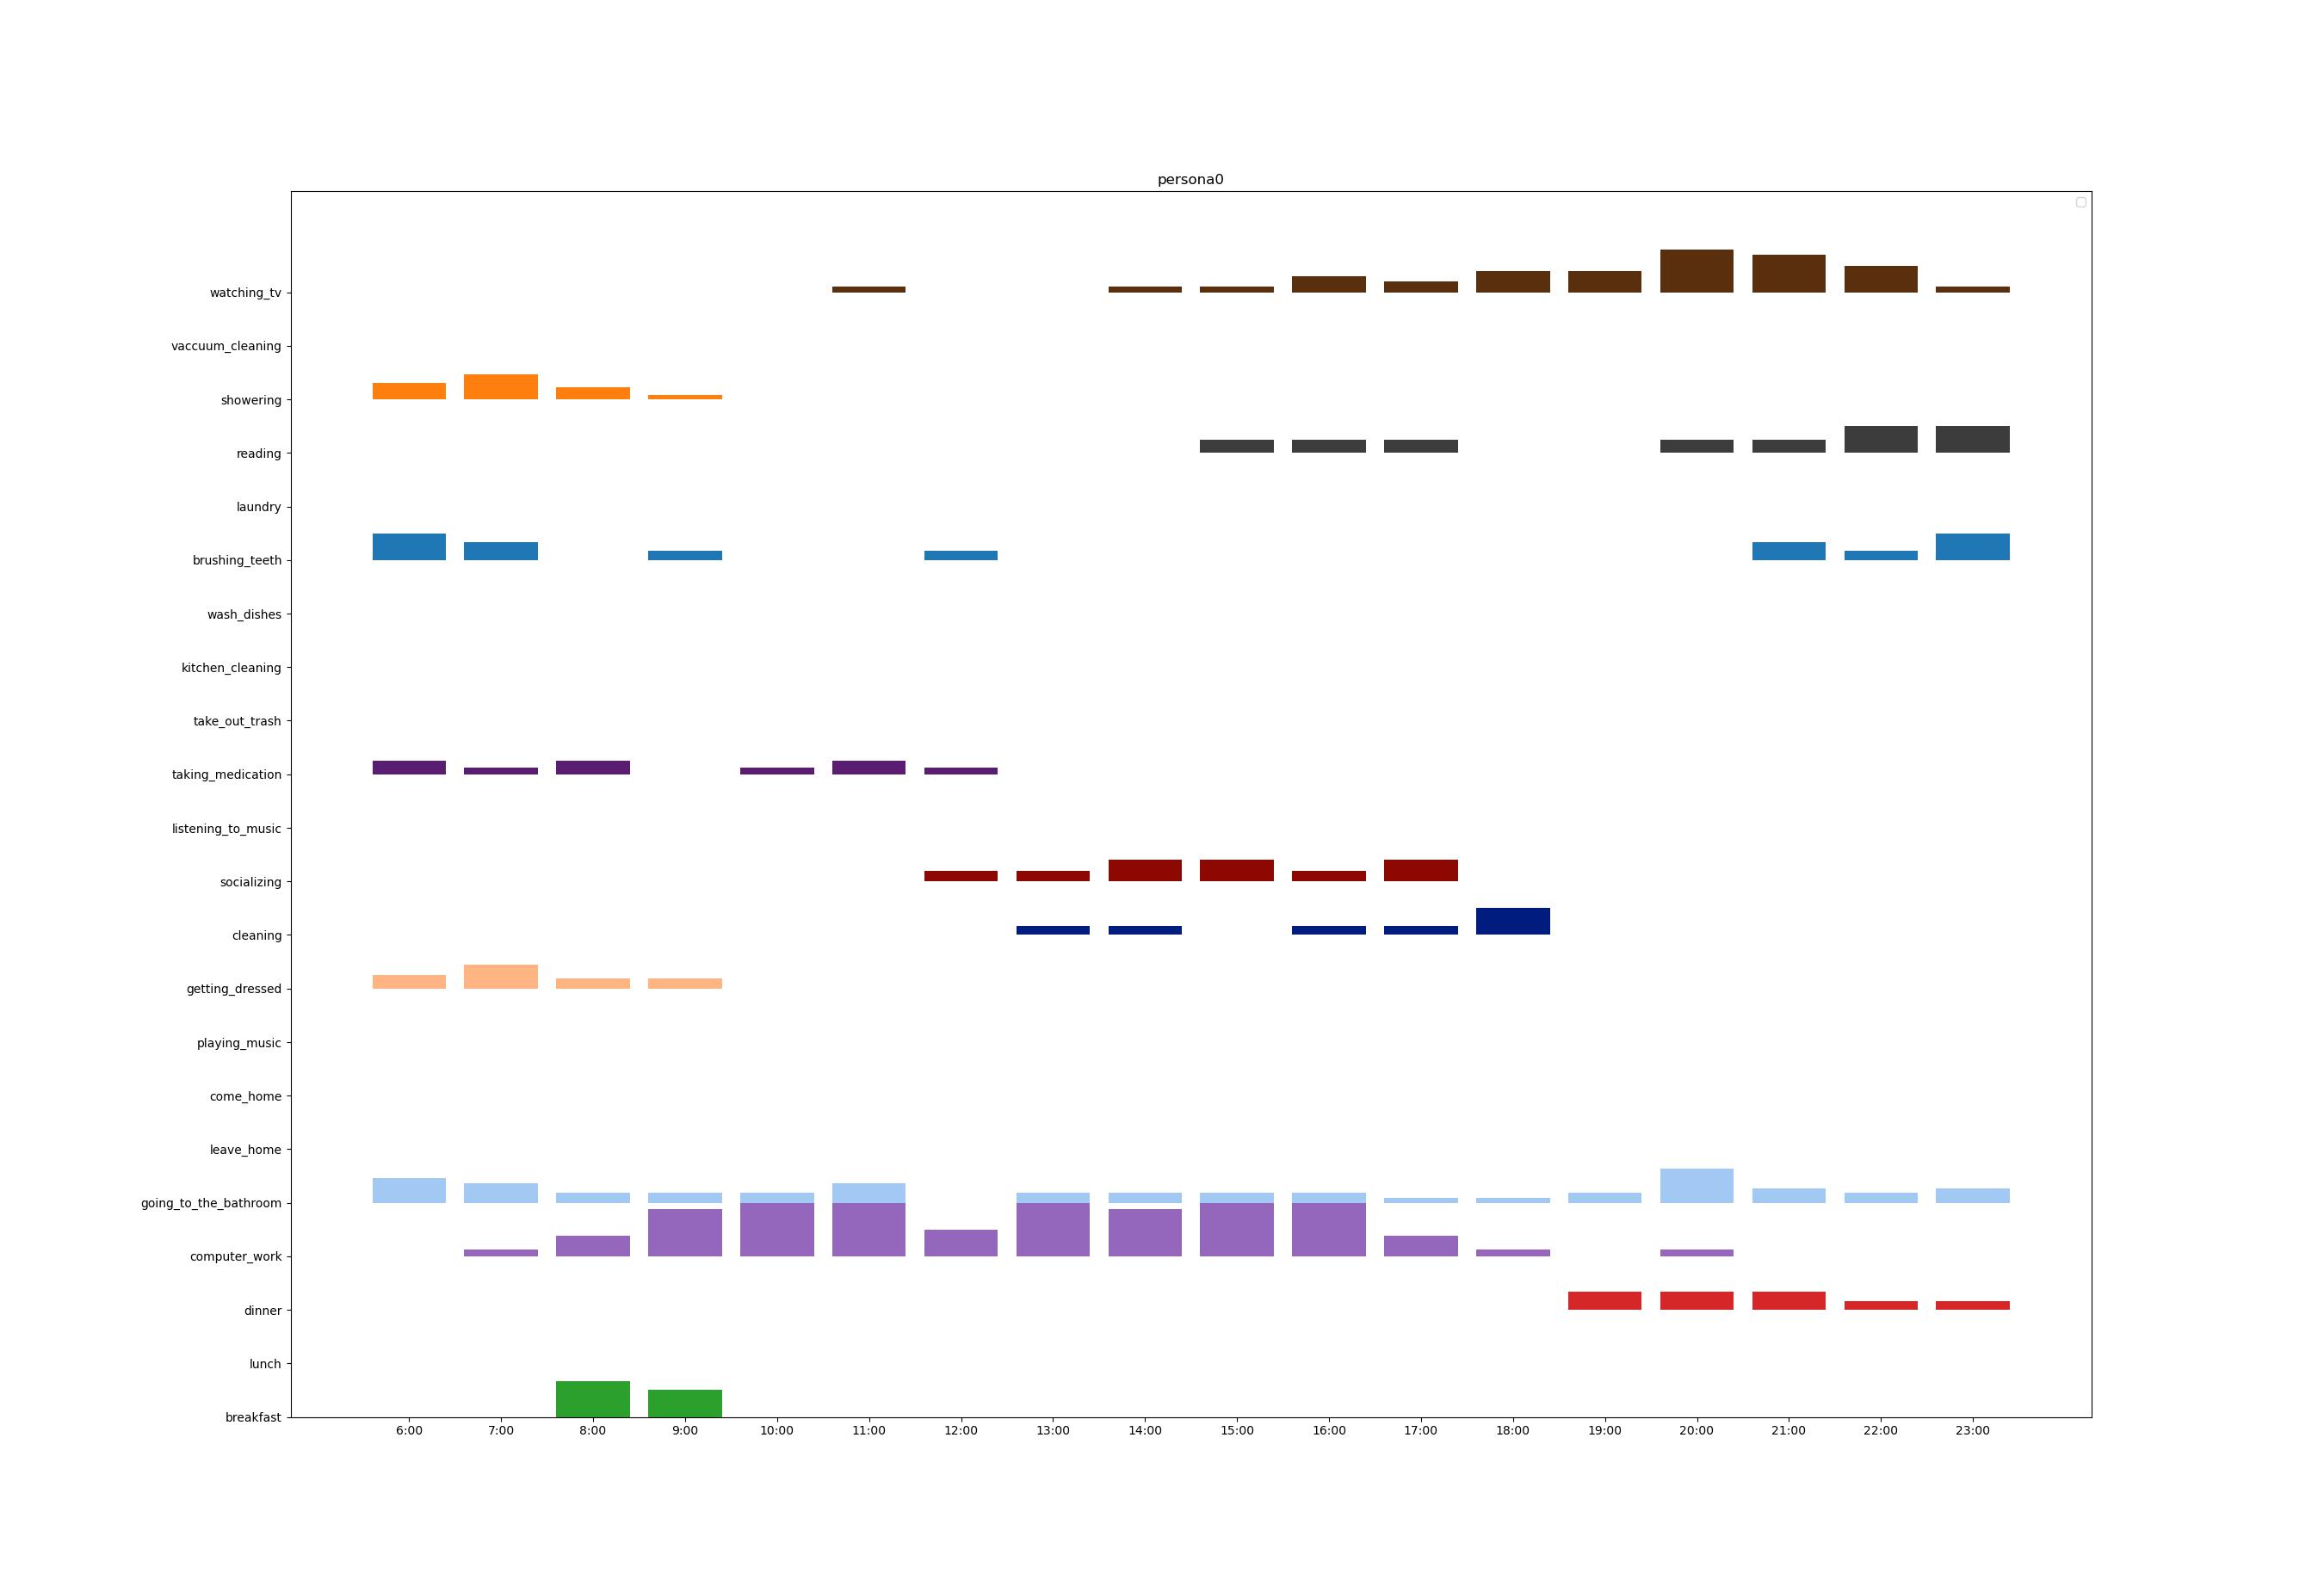 persona0
watching_tv
vaccuum_cleaning
showering
reading
laundry
brushing_teeth
wash_dishes
kitchen_cleaning
take_out_trash
taking_medication
listening_to_music
socializing
cleaning
getting_dressed
playing_music
come_home
leave_home
going_to_the_bathroom
computer_work
dinner
lunch
breakfast
6:00 7:00 8:00 9:00 10:00 11:00 12:00 13:00 14:00 15:00 16:00 17:00 18:00 19:00 20:00 21:00 22:00 23:00